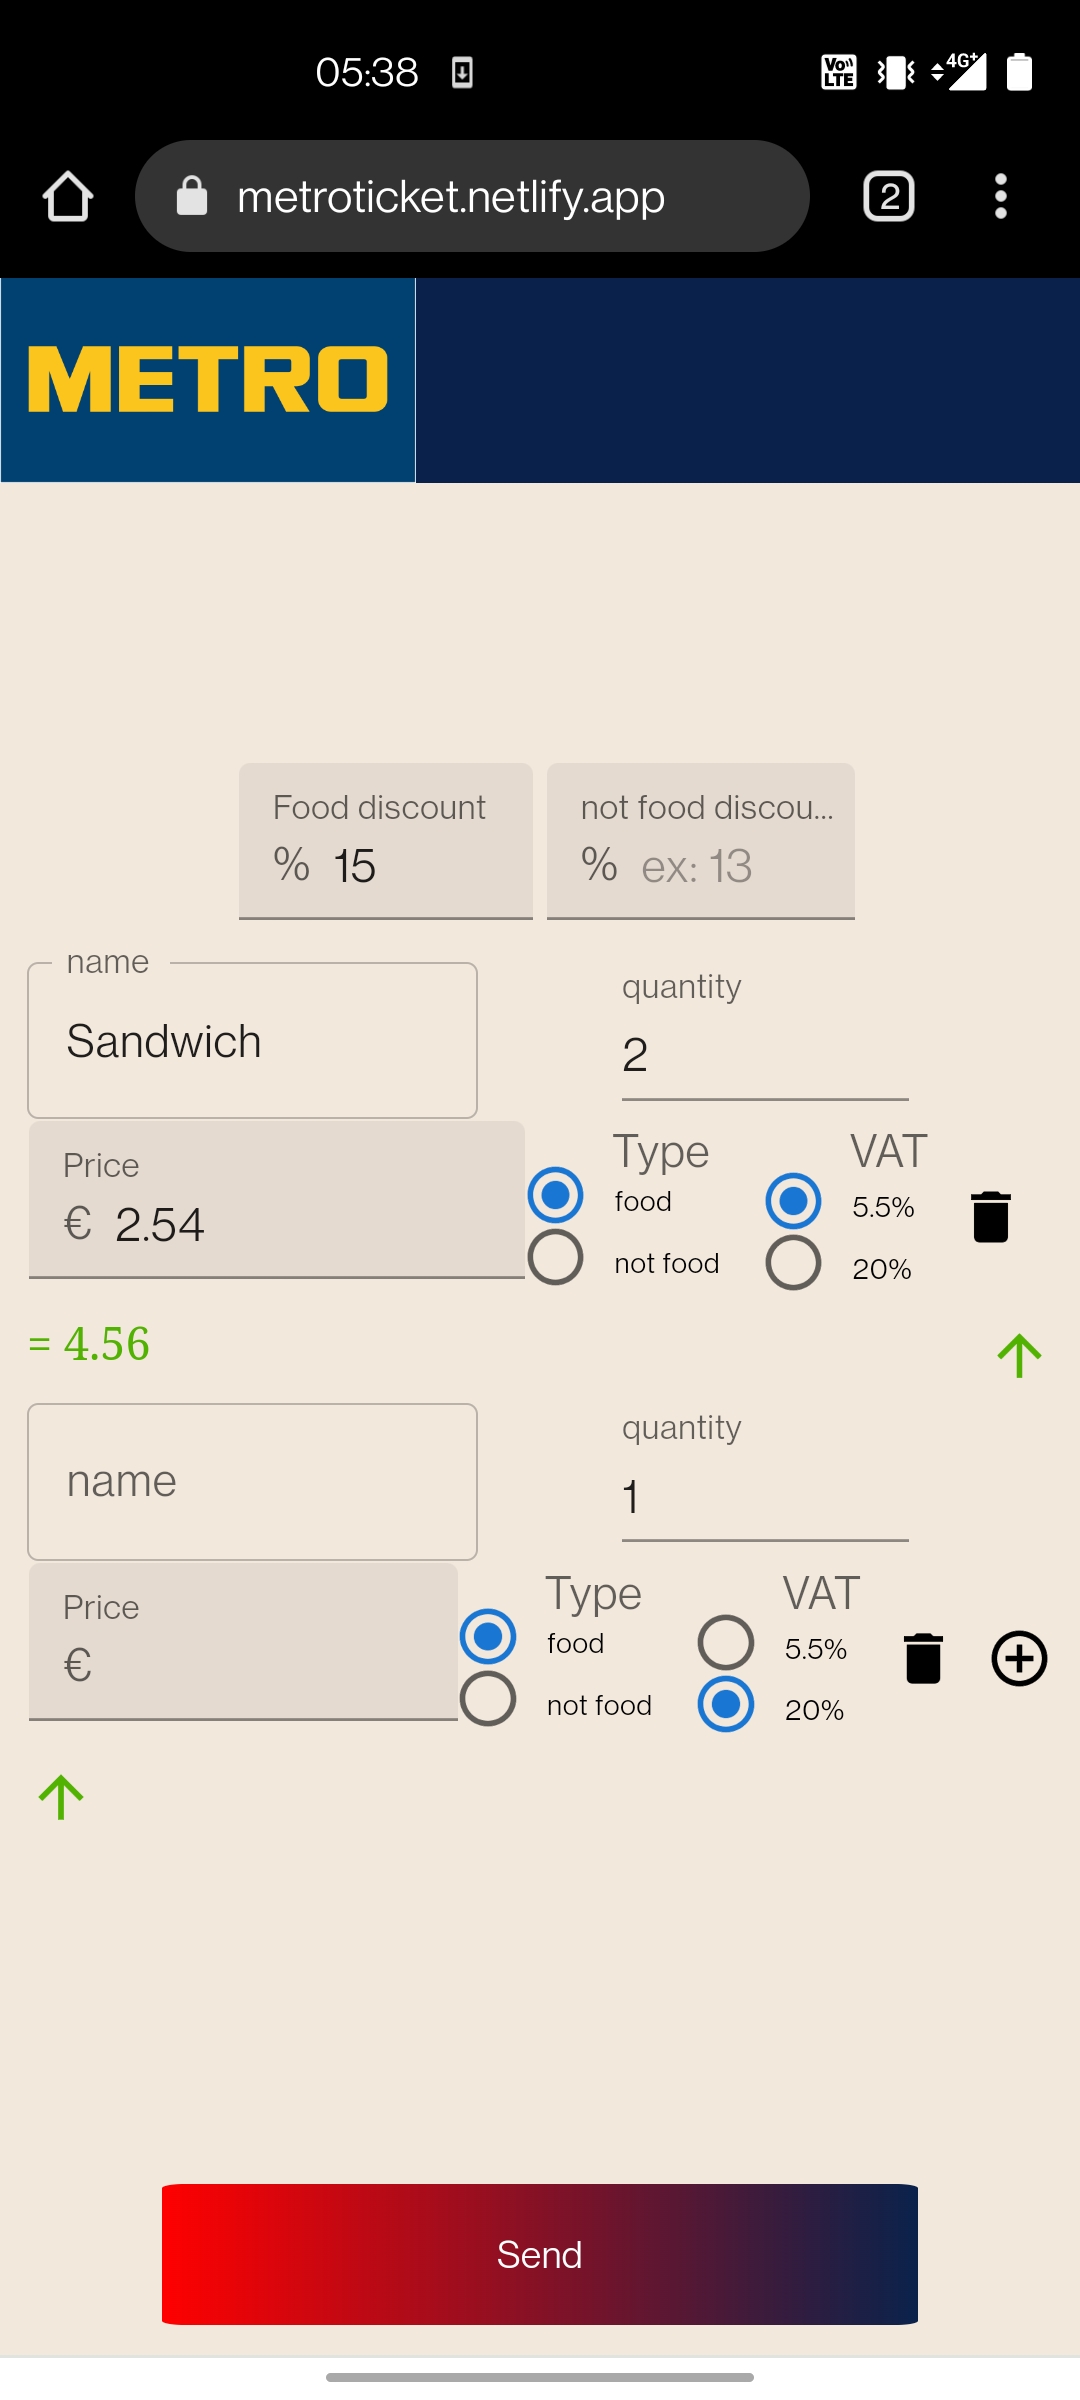 05:38
Vo LTE
4G+
metroticket.netlify.app
2
METRO
Food discount
% 15
not food discou...
% ex: 13
name
Sandwich
quantity
2
Price
€ 2.54
Type
food
not food
VAT
5.5%
20%
= 4.56
name
quantity
1
Price
€
Type
food
not food
VAT
5.5%
20%
Send